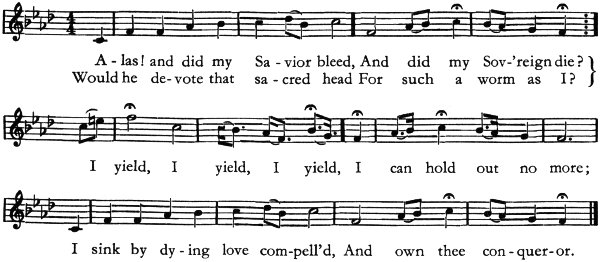 A-las! and did my Sa-vior bleed, And did my Sov-'reign die?
Would he de-vote that sa-cred head For such a worm as I?
I yield, I yield, I yield, I can hold out no more;
I sink by dy-ing love com-pell'd, And own thee con-quer-or.